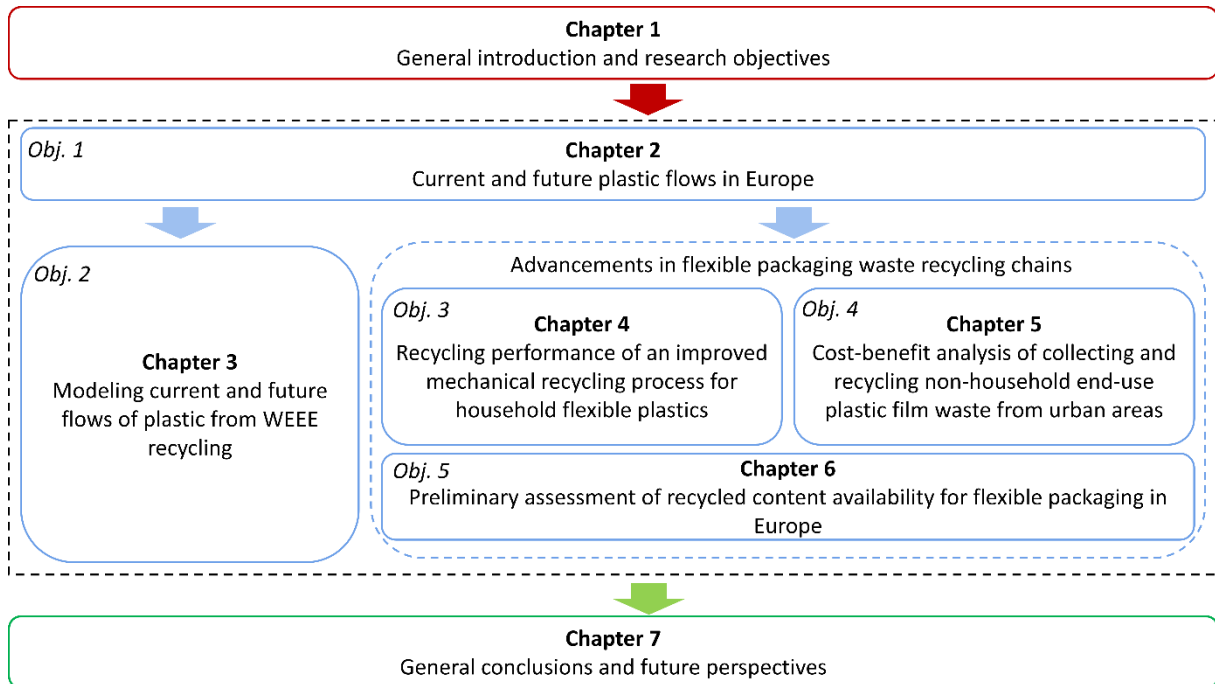 Chapter 1
General introduction and research objectives
Obj. 1
Chapter 2
Current and future plastic flows in Europe
Obj. 2
Chapter 3
Modeling current and future
flows of plastic from WEEE
recycling
Advancements in flexible packaging waste recycling chains
Obj. 3
Chapter 4
Recycling performance of an improved
mechanical recycling process for
household flexible plastics
Obj. 4
Chapter 5
Cost-benefit analysis of collecting and
recycling non-household end-use
plastic film waste from urban areas
Obj. 5
Chapter 6
Preliminary assessment of recycled content availability for flexible packaging in
Europe
Chapter 7
General conclusions and future perspectives